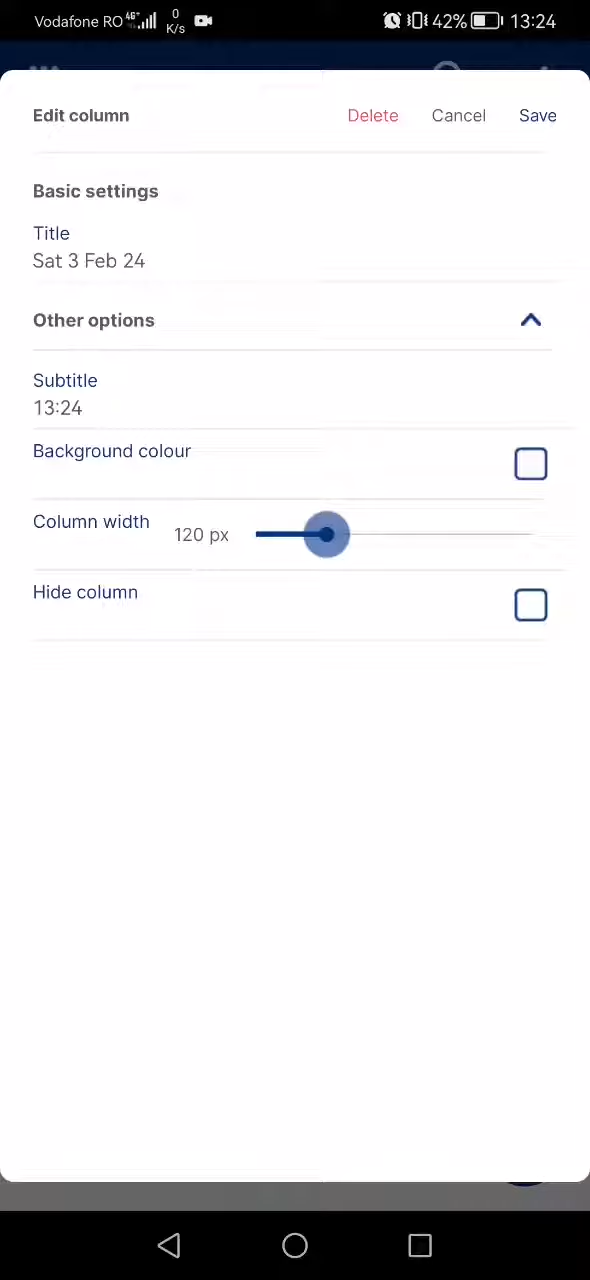 Vodafone RO 4G+ 0 K/s 42% 13:24
Edit column Delete Cancel Save
Basic settings
Title
Sat 3 Feb 24
Other options
Subtitle
13:24
Background colour
Column width 120 px
Hide column